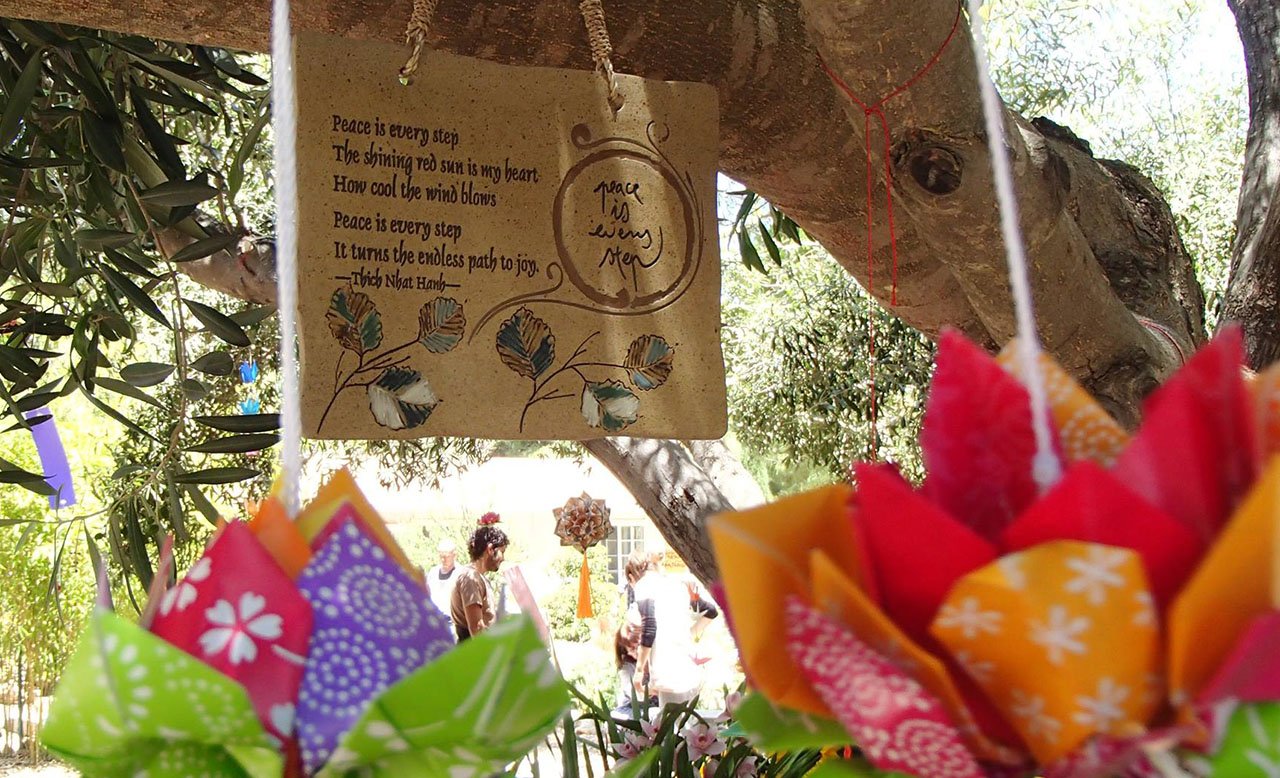 Peace is every step
The shining red sun is my heart
How cool the wind blows
Peace is every step
It turns the endless path to joy.
—Thich Nhat Hanh—
peace
is
every
step